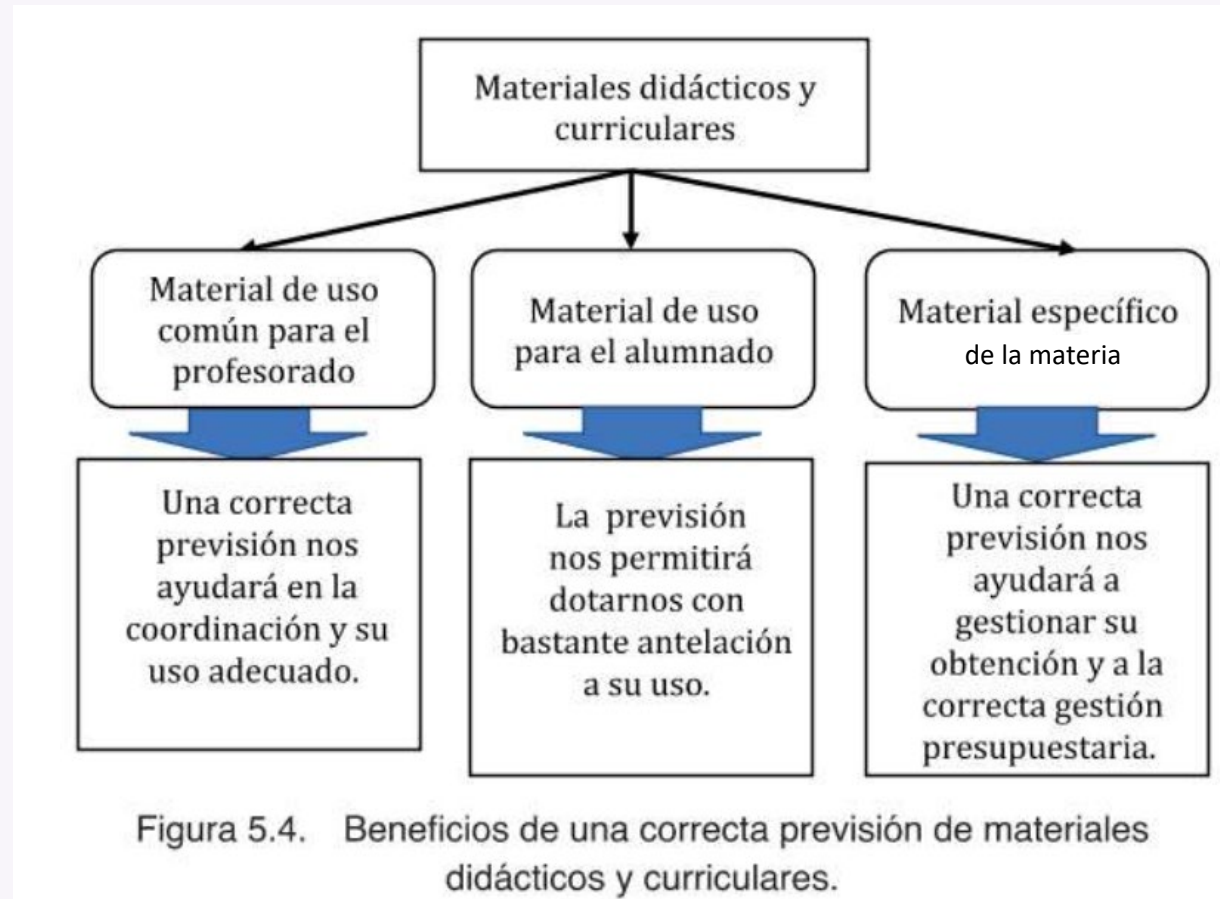 Materiales didácticos y
curriculares
Material de uso
común para el
profesorado
Material de uso
para el alumnado
Material específico
de la materia
Una correcta
previsión nos
ayudará en la
coordinación y su
uso adecuado.
La previsión
nos permitirá
dotarnos con
bastante antelación
a su uso.
Una correcta
previsión nos
ayudará a
gestionar su
obtención y a la
correcta gestión
presupuestaria.
Figura 5.4. Beneficios de una correcta previsión de materiales
didácticos y curriculares.